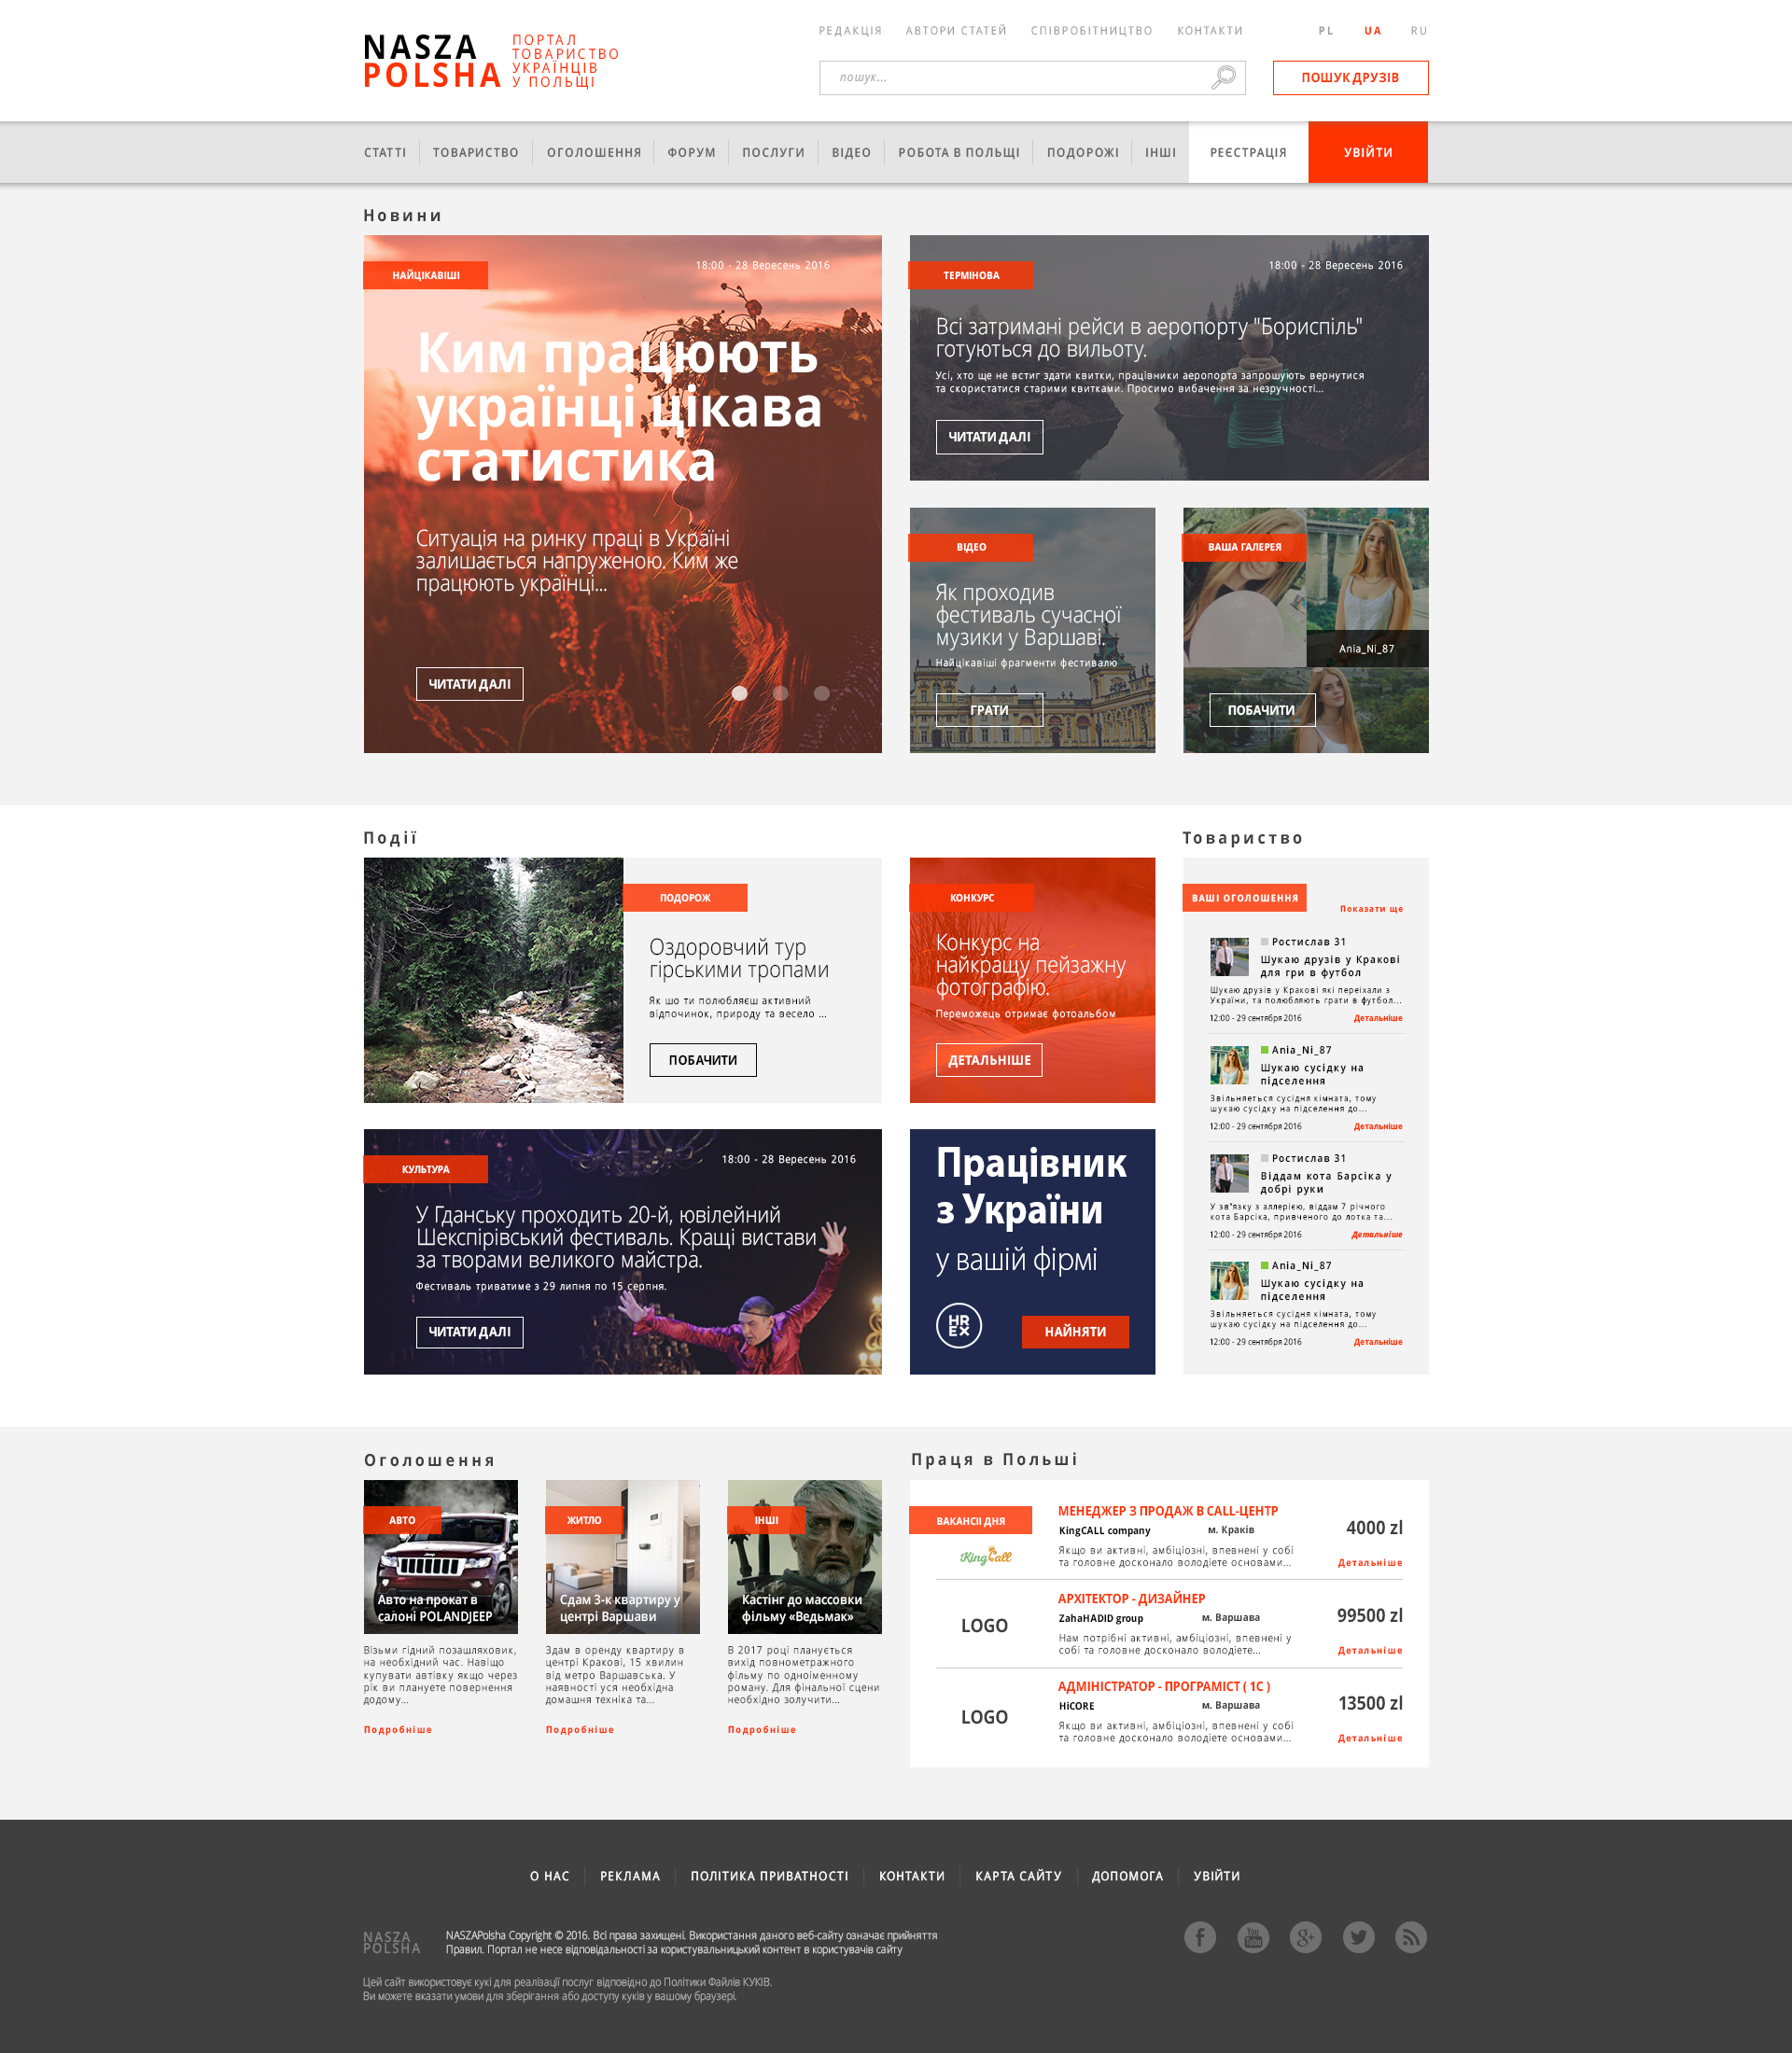 NASZA
POLSHA
ПОРТАЛ
ТОВАРИСТВО
УКРАЇНЦІВ
У ПОЛЬЩІ
РЕДАКЦІЯ АВТОРИ СТАТЕЙ СПІВРОБІТНИЦТВО КОНТАКТИ PL UA RU
пошук...
ПОШУК ДРУЗІВ
СТАТТІ ТОВАРИСТВО ОГОЛОШЕННЯ ФОРУМ ПОСЛУГИ ВІДЕО РОБОТА В ПОЛЬЩІ ПОДОРОЖІ ІНШІ РЕЄСТРАЦІЯ УВІЙТИ
Новини
НАЙЦІКАВІШІ
18:00 - 28 Вересень 2016
Ким працюють
українці цікава
статистика
Ситуація на ринку праці в Україні
залишається напруженою. Ким же
працюють українці...
ЧИТАТИ ДАЛІ
ТЕРМІНОВА
18:00 - 28 Вересень 2016
Всі затримані рейси в аеропорту "Бориспіль"
готуються до вильоту.
Усі, хто ще не встиг здати квитки, працівники аеропорта запрошують вернутися
та скористатися старими квитками. Просимо вибачення за незручності...
ЧИТАТИ ДАЛІ
ВІДЕО
Як проходив
фестиваль сучасної
музики у Варшаві.
Найцікавіші фрагменти фестивалю
ГРАТИ
ВАША ГАЛЕРЕЯ
Ania_Ni_87
ПОБАЧИТИ
Події
ПОДОРОЖ
Оздоровчий тур
гірськими тропами
Як шо ти полюбляєш активний
відпочинок, природу та весело ...
ПОБАЧИТИ
КОНКУРС
Конкурс на
найкращу пейзажну
фотографію.
Переможець отримає фотоальбом
ДЕТАЛЬНІШЕ
КУЛЬТУРА
18:00 - 28 Вересень 2016
У Гданську проходить 20-й, ювілейний
Шекспірівський фестиваль. Кращі вистави
за творами великого майстра.
Фестиваль триватиме з 29 липня по 15 серпня.
ЧИТАТИ ДАЛІ
Працівник
з України
у вашій фірмі
HR
EX
НАЙНЯТИ
Товариство
ВАШІ ОГОЛОШЕННЯ
Показати ще
Ростислав 31
Шукаю друзів у Кракові
для гри в футбол
Шукаю друзів у Кракові які переїхали з
України, та полюбляють грати в футбол...
12:00 - 29 сентября 2016 Детальніше
Ania_Ni_87
Шукаю сусідку на
підселення
Звільняеться сусідня кімната, тому
шукаю сусідку на підселення до...
12:00 - 29 сентября 2016 Детальніше
Ростислав 31
Віддам кота Барсіка у
добрі руки
У зв'язку з аллерією, віддам 7 річного
кота Барсіка, привченого до лотка та...
12:00 - 29 сентября 2016 Детальніше
Ania_Ni_87
Шукаю сусідку на
підселення
Звільняеться сусідня кімната, тому
шукаю сусідку на підселення до...
12:00 - 29 сентября 2016 Детальніше
Оголошення
АВТО
Авто на прокат в
салоні POLANDJEEP
Візьми гідний позашляховик,
на необхідний час. Навіщо
купувати автівку якщо через
рік ви плануете повернення
додому...
Подробніше
ЖИТЛО
Сдам 3-к квартиру у
центрі Варшави
Здам в оренду квартиру в
центрі Кракові, 15 хвилин
від метро Варшавська. У
наявності уся необхідна
домашня техніка та...
Подробніше
ІНШІ
Кастінг до массовки
фільму «Ведьмак»
В 2017 році планується
вихід повнометражного
фільму по одноіменному
роману. Для фінальної сцени
необхідно золучити...
Подробніше
Праця в Польші
ВАКАНСІІ ДНЯ
KingCall
МЕНЕДЖЕР З ПРОДАЖ В CALL-ЦЕНТР
KingCALL company м. Краків
4000 zl
Якщо ви активні, амбіціозні, впевнені у собі
та головне досконало володієте основами...
Детальніше
LOGO
АРХІТЕКТОР - ДИЗАЙНЕР
ZahaHADID group м. Варшава
99500 zl
Нам потрібні активні, амбіціозні, впевнені у
собі та головне досконало володієте...
Детальніше
LOGO
АДМІНІСТРАТОР - ПРОГРАМІСТ ( 1С )
HiCORE м. Варшава
13500 zl
Якщо ви активні, амбіціозні, впевнені у собі
та головне досконало володієте основами...
Детальніше
О НАС РЕКЛАМА ПОЛІТИКА ПРИВАТНОСТІ КОНТАКТИ КАРТА САЙТУ ДОПОМОГА УВІЙТИ
NASZA
POLSHA
NASZAPolsha Copyright © 2016. Всі права захищені. Використання даного веб-сайту означає прийняття
Правил. Портал не несе відповідальності за користувальницький контент в користувачів сайту
You
Tube
Цей сайт використовує кукі для реалізації послуг відповідно до Політики Файлів КУКІВ.
Ви можете вказати умови для зберігання або доступу куків у вашому браузері.